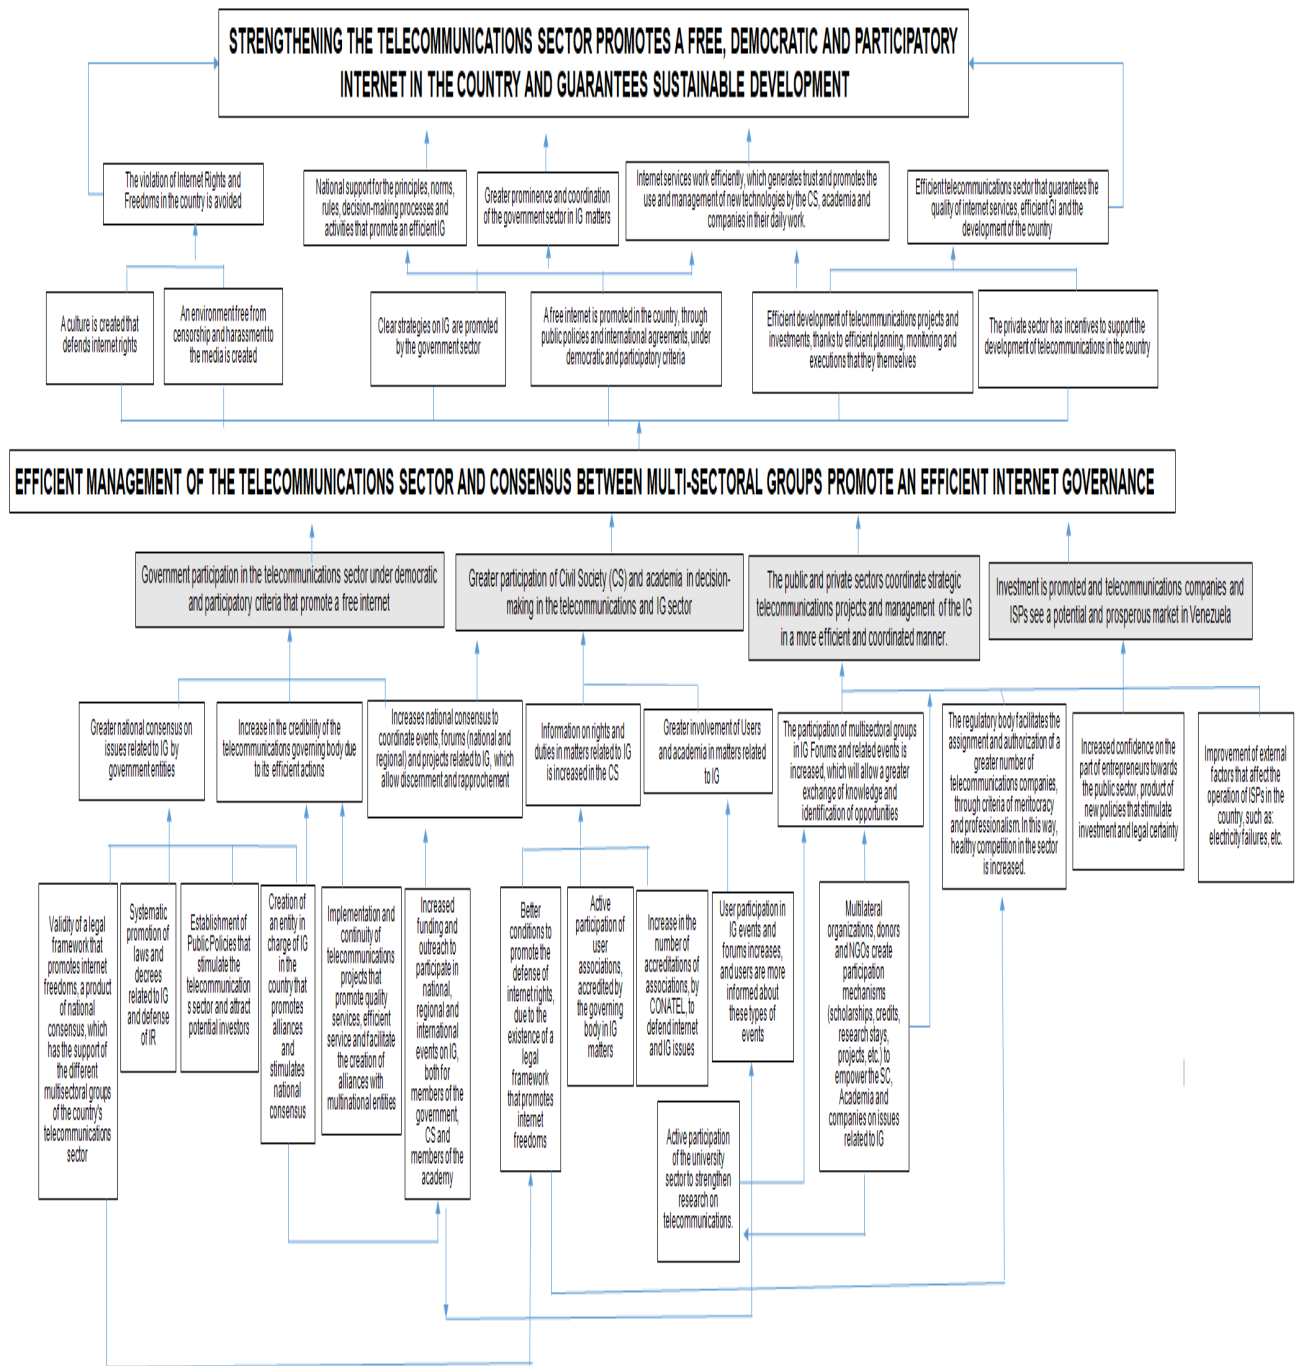 STRENGTHENING THE TELECOMMUNICATIONS SECTOR PROMOTES A FREE, DEMOCRATIC AND PARTICIPATORY
INTERNET IN THE COUNTRY AND GUARANTEES SUSTAINABLE DEVELOPMENT
The violation of Internet Rights and
Freedoms in the country is avoided
National support for the principles, norms,
rules, decision-making processes and
activities that promote an efficient IG
Greater prominence and coordination
of the government sector in IG matters
Internet services work efficiently, which generates trust and promotes the
use and management of new technologies by the CS, academia and
companies in their daily work.
Efficient telecommunications sector that guarantees the
quality of internet services, efficient GI and the
development of the country
A culture is created that
defends internet rights
An environment free from
censorship and harassment to
the media is created
Clear strategies on IG are promoted
by the government sector
A free internet is promoted in the country, through
public policies and international agreements, under
democratic and participatory criteria
Efficient development of telecommunications projects and
investments, thanks to efficient planning, monitoring and
executions that they themselves
The private sector has incentives to support the
development of telecommunications in the country
EFFICIENT MANAGEMENT OF THE TELECOMMUNICATIONS SECTOR AND CONSENSUS BETWEEN MULTI-SECTORAL GROUPS PROMOTE AN EFFICIENT INTERNET GOVERNANCE
Government participation in the telecommunications sector under democratic
and participatory criteria that promote a free internet
Greater participation of Civil Society (CS) and academia in decision-
making in the telecommunications and IG sector
The public and private sectors coordinate strategic
telecommunications projects and management of the IG
in a more efficient and coordinated manner.
Investment is promoted and telecommunications companies and
ISPs see a potential and prosperous market in Venezuela
Greater national consensus on
issues related to IG by
government entities
Increase in the credibility of the
telecommunications governing body due
to its efficient actions
Increases national consensus to
coordinate events, forums (national and
regional) and projects related to IG, which
allow discernment and rapprochement
Information on rights and
duties in matters related to IG
is increased in the CS
Greater involvement of Users
and academia in matters related
to IG
The participation of multisectoral groups
in IG Forums and related events is
increased, which will allow a greater
exchange of knowledge and
identification of opportunities
The regulatory body facilitates the
assignment and authorization of a
greater number of
telecommunications companies,
through criteria of meritocracy
and professionalism. In this way,
healthy competition in the sector
is increased.
Increased confidence on the
part of entrepreneurs towards
the public sector, product of
new policies that stimulate
investment and legal certainty
Improvement of external
factors that affect the
operation of ISPs in the
country, such as:
electricity failures, etc.
Validity of a legal
framework that
promotes internet
freedoms, a product
of national
consensus, which
has the support of
the different
multisectoral groups
of the country's
telecommunications
sector
Systematic
promotion of
laws and
decrees
related to IG
and defense
of IR
Establishment of
Public Policies that
stimulate the
telecommunication
s sector and attract
potential investors
Creation of
an entity in
charge of IG
in the
country that
promotes
alliances
and
stimulates
national
consensus
Implementation and
continuity of
telecommunications
projects that
promote quality
services, efficient
service and facilitate
the creation of
alliances with
multinational entities
Increased
funding and
outreach to
participate in
national,
regional and
international
events on IG,
both for
members of the
government,
CS and
members of the
academy
Better
conditions to
promote the
defense of
internet rights,
due to the
existence of a
legal
framework
that promotes
internet
freedoms
Active
participation of
user
associations,
accredited by
the governing
body in IG
matters
Increase in the
number of
accreditations of
associations, by
CONATEL, to
defend internet
and IG issues
User participation in
IG events and
forums increases,
and users are more
informed about
these types of
events
Multilateral
organizations, donors
and NGOs create
participation
mechanisms
(scholarships, credits,
research stays,
projects, etc.) to
empower the SC,
Academia and
companies on issues
related to IG
Active participation
of the university
sector to strengthen
research on
telecommunications.